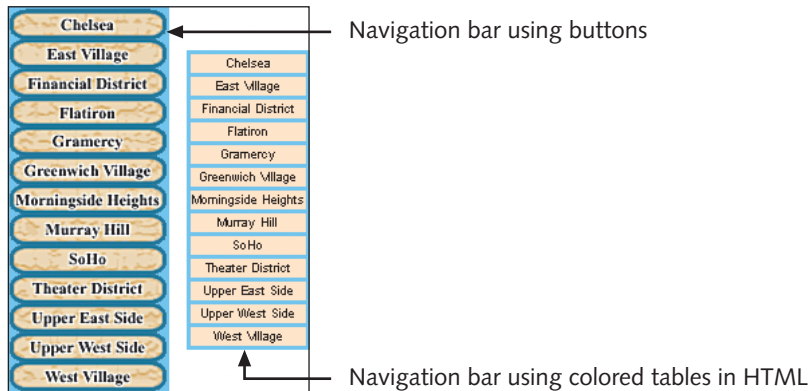 Chelsea
East Village
Financial District
Flatiron
Gramercy
Greenwich Village
Morningside Heights
Murray Hill
SoHo
Theater District
Upper East Side
Upper West Side
West Village
Chelsea
East Village
Financial District
Flatiron
Gramercy
Greenwich Village
Morningside Heights
Murray Hill
SoHo
Theater District
Upper East Side
Upper West Side
West Village
Navigation bar using buttons
Navigation bar using colored tables in HTML